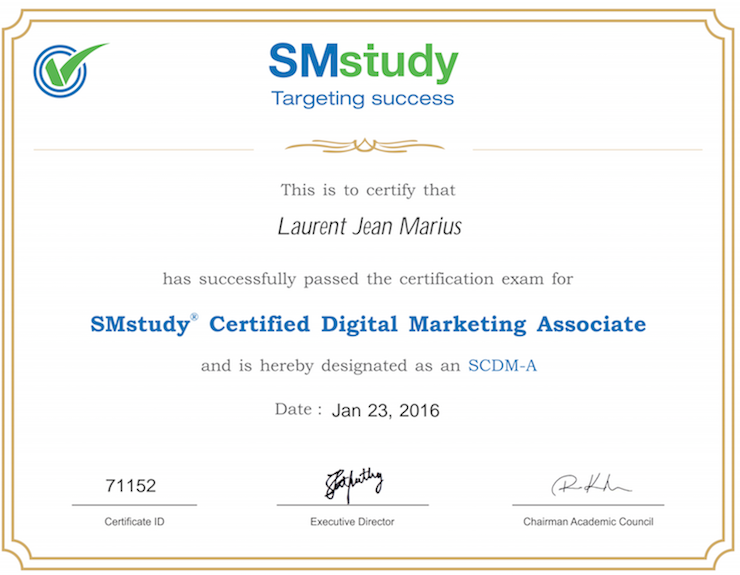 SMstudy
Targeting success
This is to certify that
Laurent Jean Marius
has successfully passed the certification exam for
SMstudy® Certified Digital Marketing Associate
and is hereby designated as an SCDM-A
Date : Jan 23, 2016
71152
Certificate ID
Executive Director
Chairman Academic Council